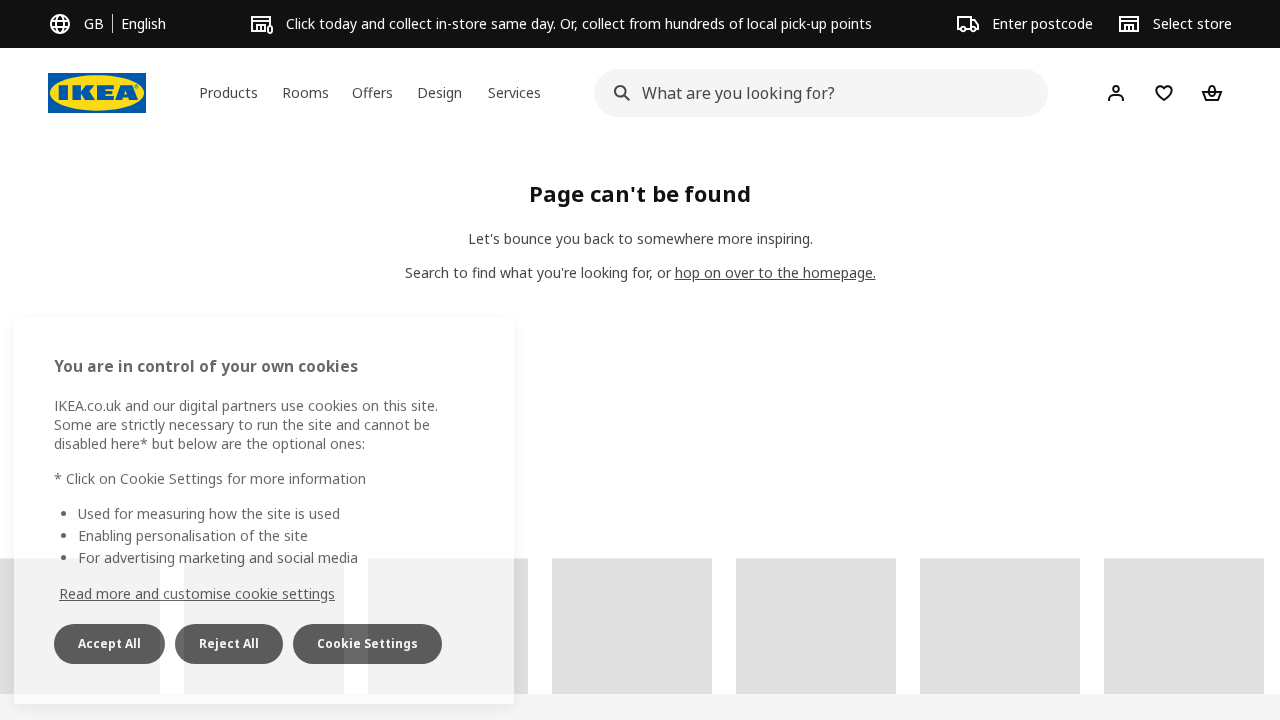 GB English
Click today and collect in-store same day. Or, collect from hundreds of local pick-up points
Enter postcode
Select store
IKEA
Products Rooms Offers Design Services
What are you looking for?
Page can't be found
Let's bounce you back to somewhere more inspiring.
Search to find what you're looking for, or hop on over to the homepage.
You are in control of your own cookies
IKEA.co.uk and our digital partners use cookies on this site.
Some are strictly necessary to run the site and cannot be
disabled here* but below are the optional ones:
* Click on Cookie Settings for more information
Used for measuring how the site is used
Enabling personalisation of the site
For advertising marketing and social media
Read more and customise cookie settings
Accept All Reject All Cookie Settings